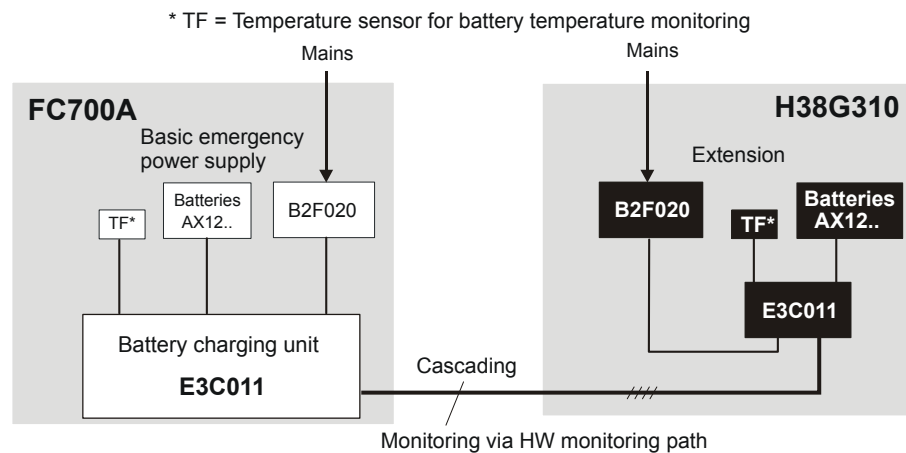 * TF = Temperature sensor for battery temperature monitoring
Mains
Mains
FC700A
Basic emergency
power supply
TF*
Batteries
AX12..
B2F020
Battery charging unit
E3C011
H38G310
Extension
B2F020
TF*
Batteries
AX12..
E3C011
Cascading
Monitoring via HW monitoring path